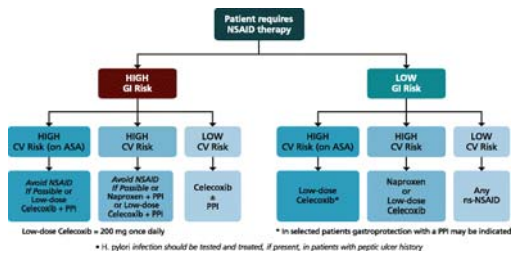 Patient requires
NSAID therapy
HIGH
GI Risk
LOW
GI Risk
HIGH
CV Risk (on ASA)
HIGH
CV Risk
LOW
CV Risk
HIGH
CV Risk (on ASA)
HIGH
CV Risk
LOW
CV Risk
Avoid NSAID
If Possible or
Low-dose
Celecoxib + PPI
Avoid NSAID
If Possible or
Naproxen + PPI
or Low-dose
Celecoxib + PPI
Celecoxib
±
PPI
Low-dose
Celecoxib*
Naproxen
or
Low-dose
Celecoxib
Any
ns-NSAID
Low-dose Celecoxib = 200 mg once daily
* In selected patients gastroprotection with a PPI may be indicated
• H. pylori infection should be tested and treated, if present, in patients with peptic ulcer history